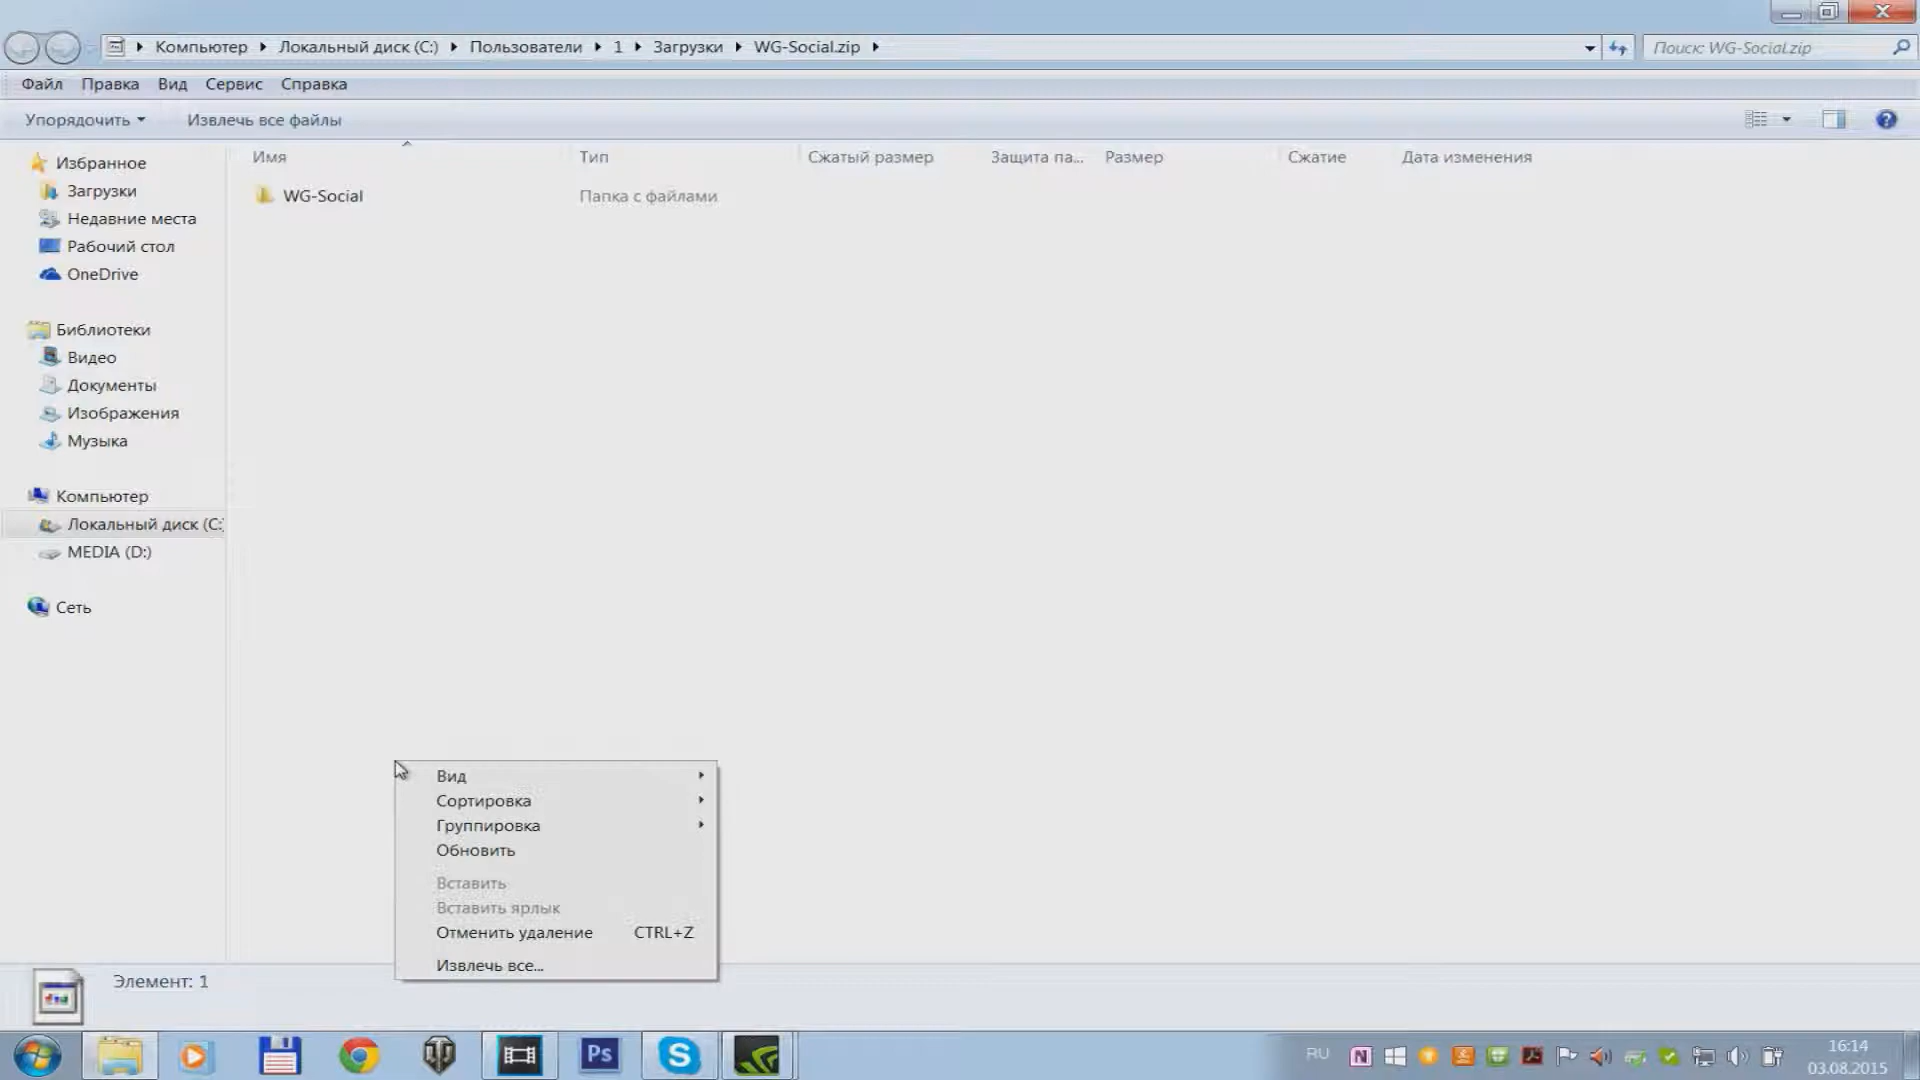 Компьютер Локальный диск (C:) Пользователи 1 Загрузки WG-Social.zip Поиск: WG-Social.zip
Файл Правка Вид Сервис Справка
Упорядочить Извлечь все файлы
Имя Тип Сжатый размер Защита па... Размер Сжатие Дата изменения
WG-Social Папка с файлами
Избранное
Загрузки
Недавние места
Рабочий стол
OneDrive
Библиотеки
Видео
Документы
Изображения
Музыка
Компьютер
Локальный диск (C:
MEDIA (D:)
Сеть
Вид
Сортировка
Группировка
Обновить
Вставить
Вставить ярлык
Отменить удаление CTRL+Z
Извлечь все...
Элемент: 1
Ps
RU
16:14
03.08.2015